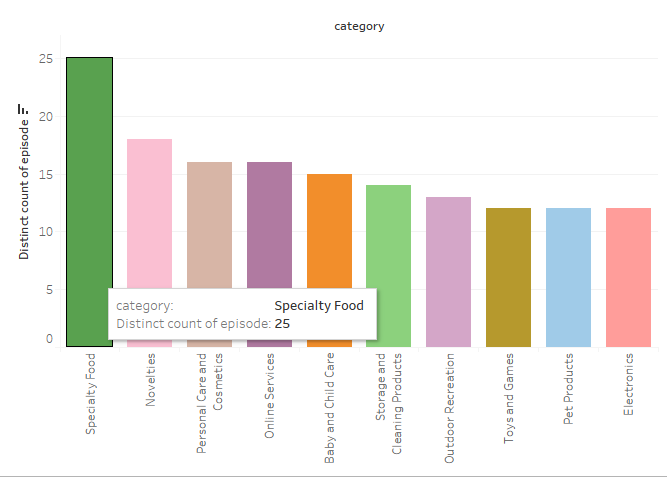 category
25
20
15
10
5
0
Distinct count of episode
category: Specialty Food
Distinct count of episode: 25
Specialty Food
Novelties
Personal Care and
Cosmetics
Online Services
Baby and Child Care
Storage and
Cleaning Products
Outdoor Recreation
Toys and Games
Pet Products
Electronics